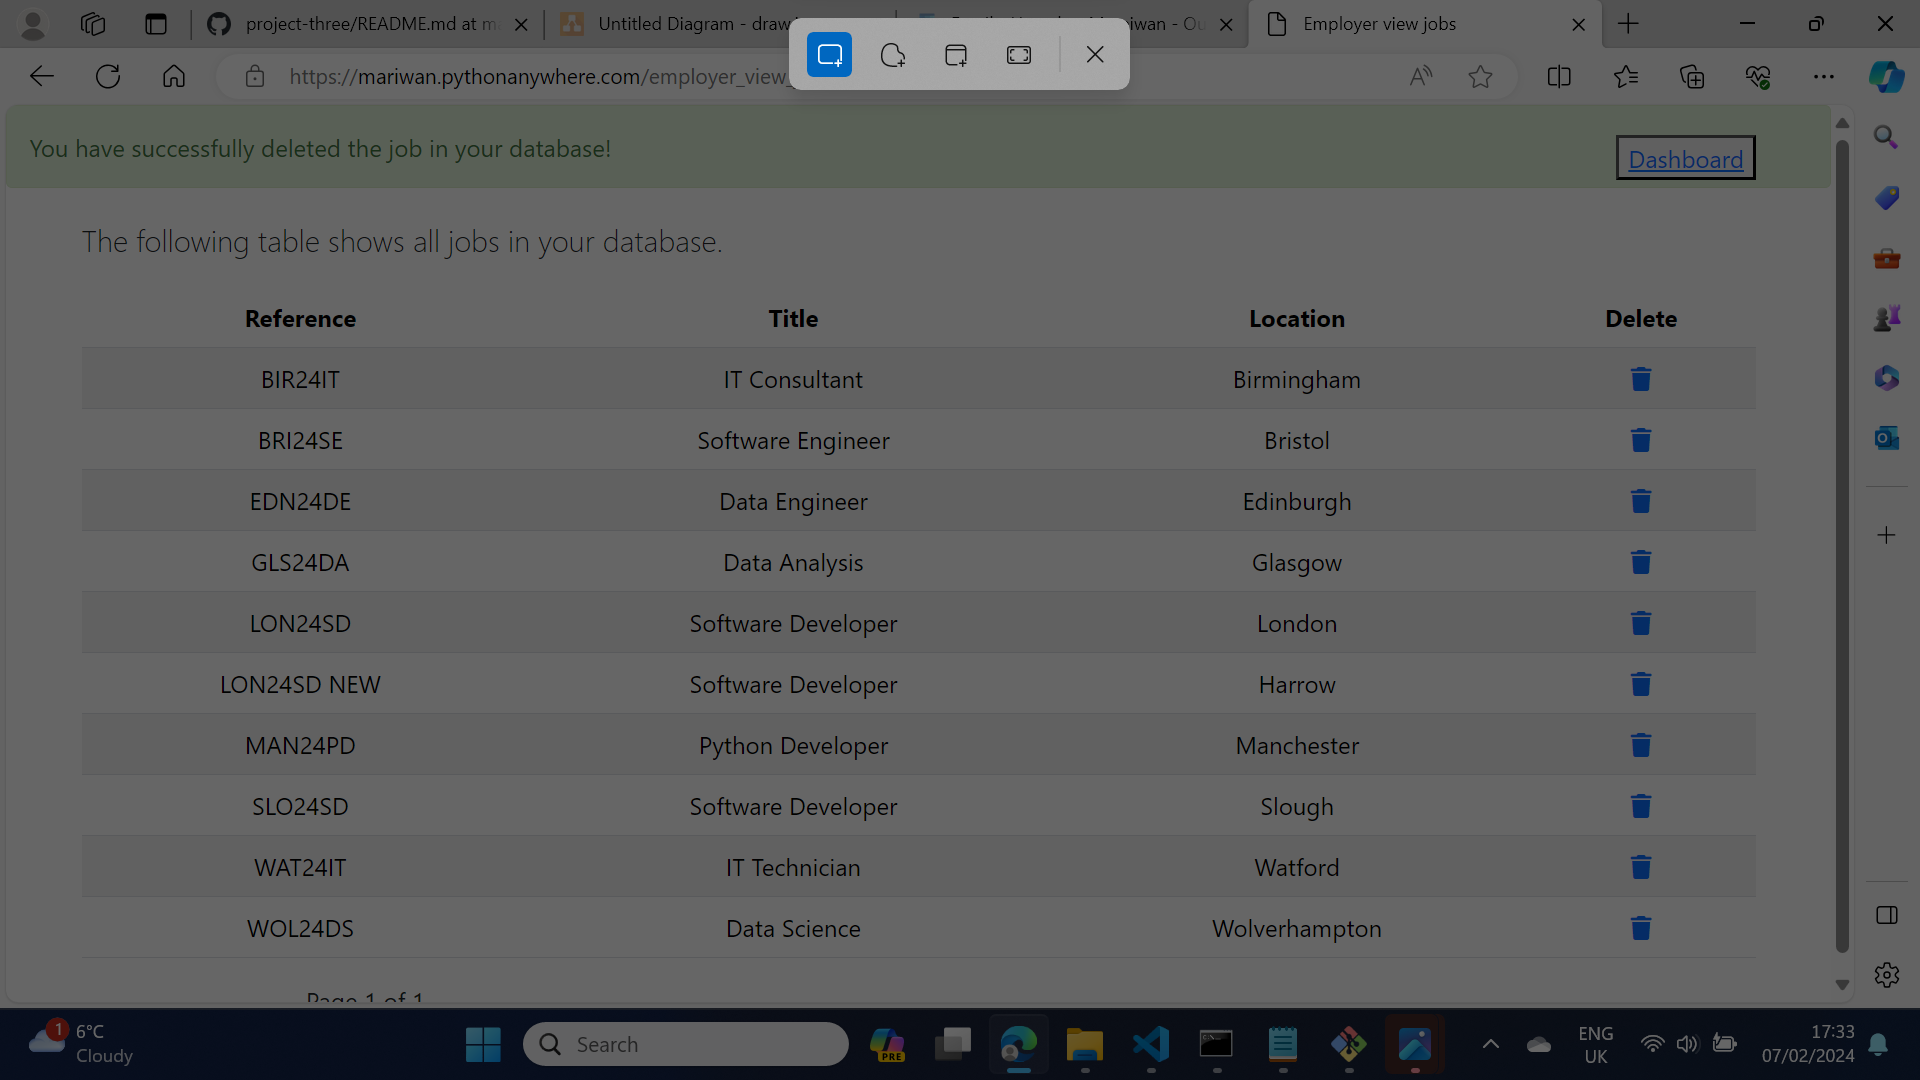 project-three/README.md at ma
Untitled Diagram - draw
iwan - Ou
Employer view jobs
https://mariwan.pythonanywhere.com/employer_view_
You have successfully deleted the job in your database!
Dashboard
The following table shows all jobs in your database.
Reference Title Location Delete
BIR24IT IT Consultant Birmingham
BRI24SE Software Engineer Bristol
EDN24DE Data Engineer Edinburgh
GLS24DA Data Analysis Glasgow
LON24SD Software Developer London
LON24SD NEW Software Developer Harrow
MAN24PD Python Developer Manchester
SLO24SD Software Developer Slough
WAT24IT IT Technician Watford
WOL24DS Data Science Wolverhampton
Page 1 of 1
1
6°C
Cloudy
Search
PRE
ENG
UK
17:33
07/02/2024